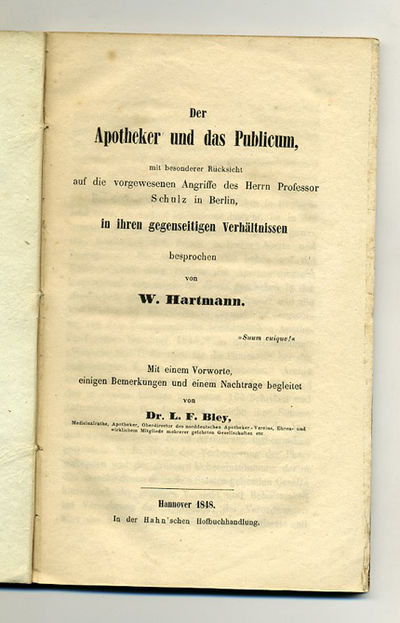 Der
Apotheker und das Publicum,
mit besonderer Rücksicht
auf die vorgewesenen Angriffe des Herrn Professor
Schulz in Berlin,
in ihren gegenseitigen Verhältnissen
besprochen
von
W. Hartmann.
»Suum cuique!«
Mit einem Vorworte,
einigen Bemerkungen und einem Nachtrage begleitet
von
Dr. L. F. Bley,
Medicinalrathe, Apotheker, Oberdirector des norddeutschen Apotheker-Vereins, Ehren- und
wirklichem Mitgliede mehrerer gelehrten Gesellschaften etc.
Hannover 1848.
In der Hahn'schen Hofbuchhandlung.